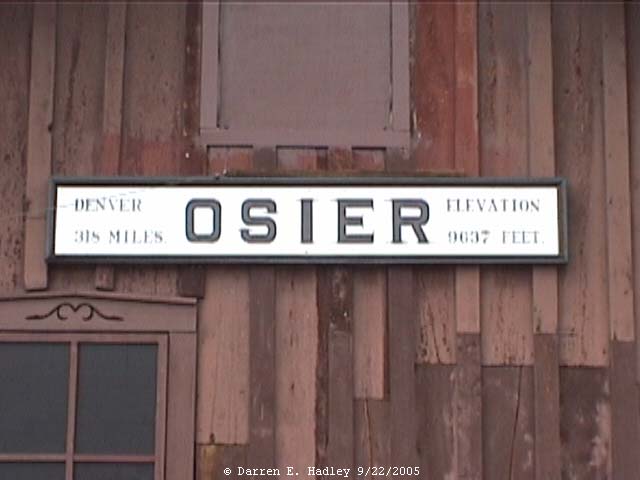 DENVER OSIER ELEVATION
318 MILES. 9637 FEET.
© Darren E. Hadley 9/22/2005